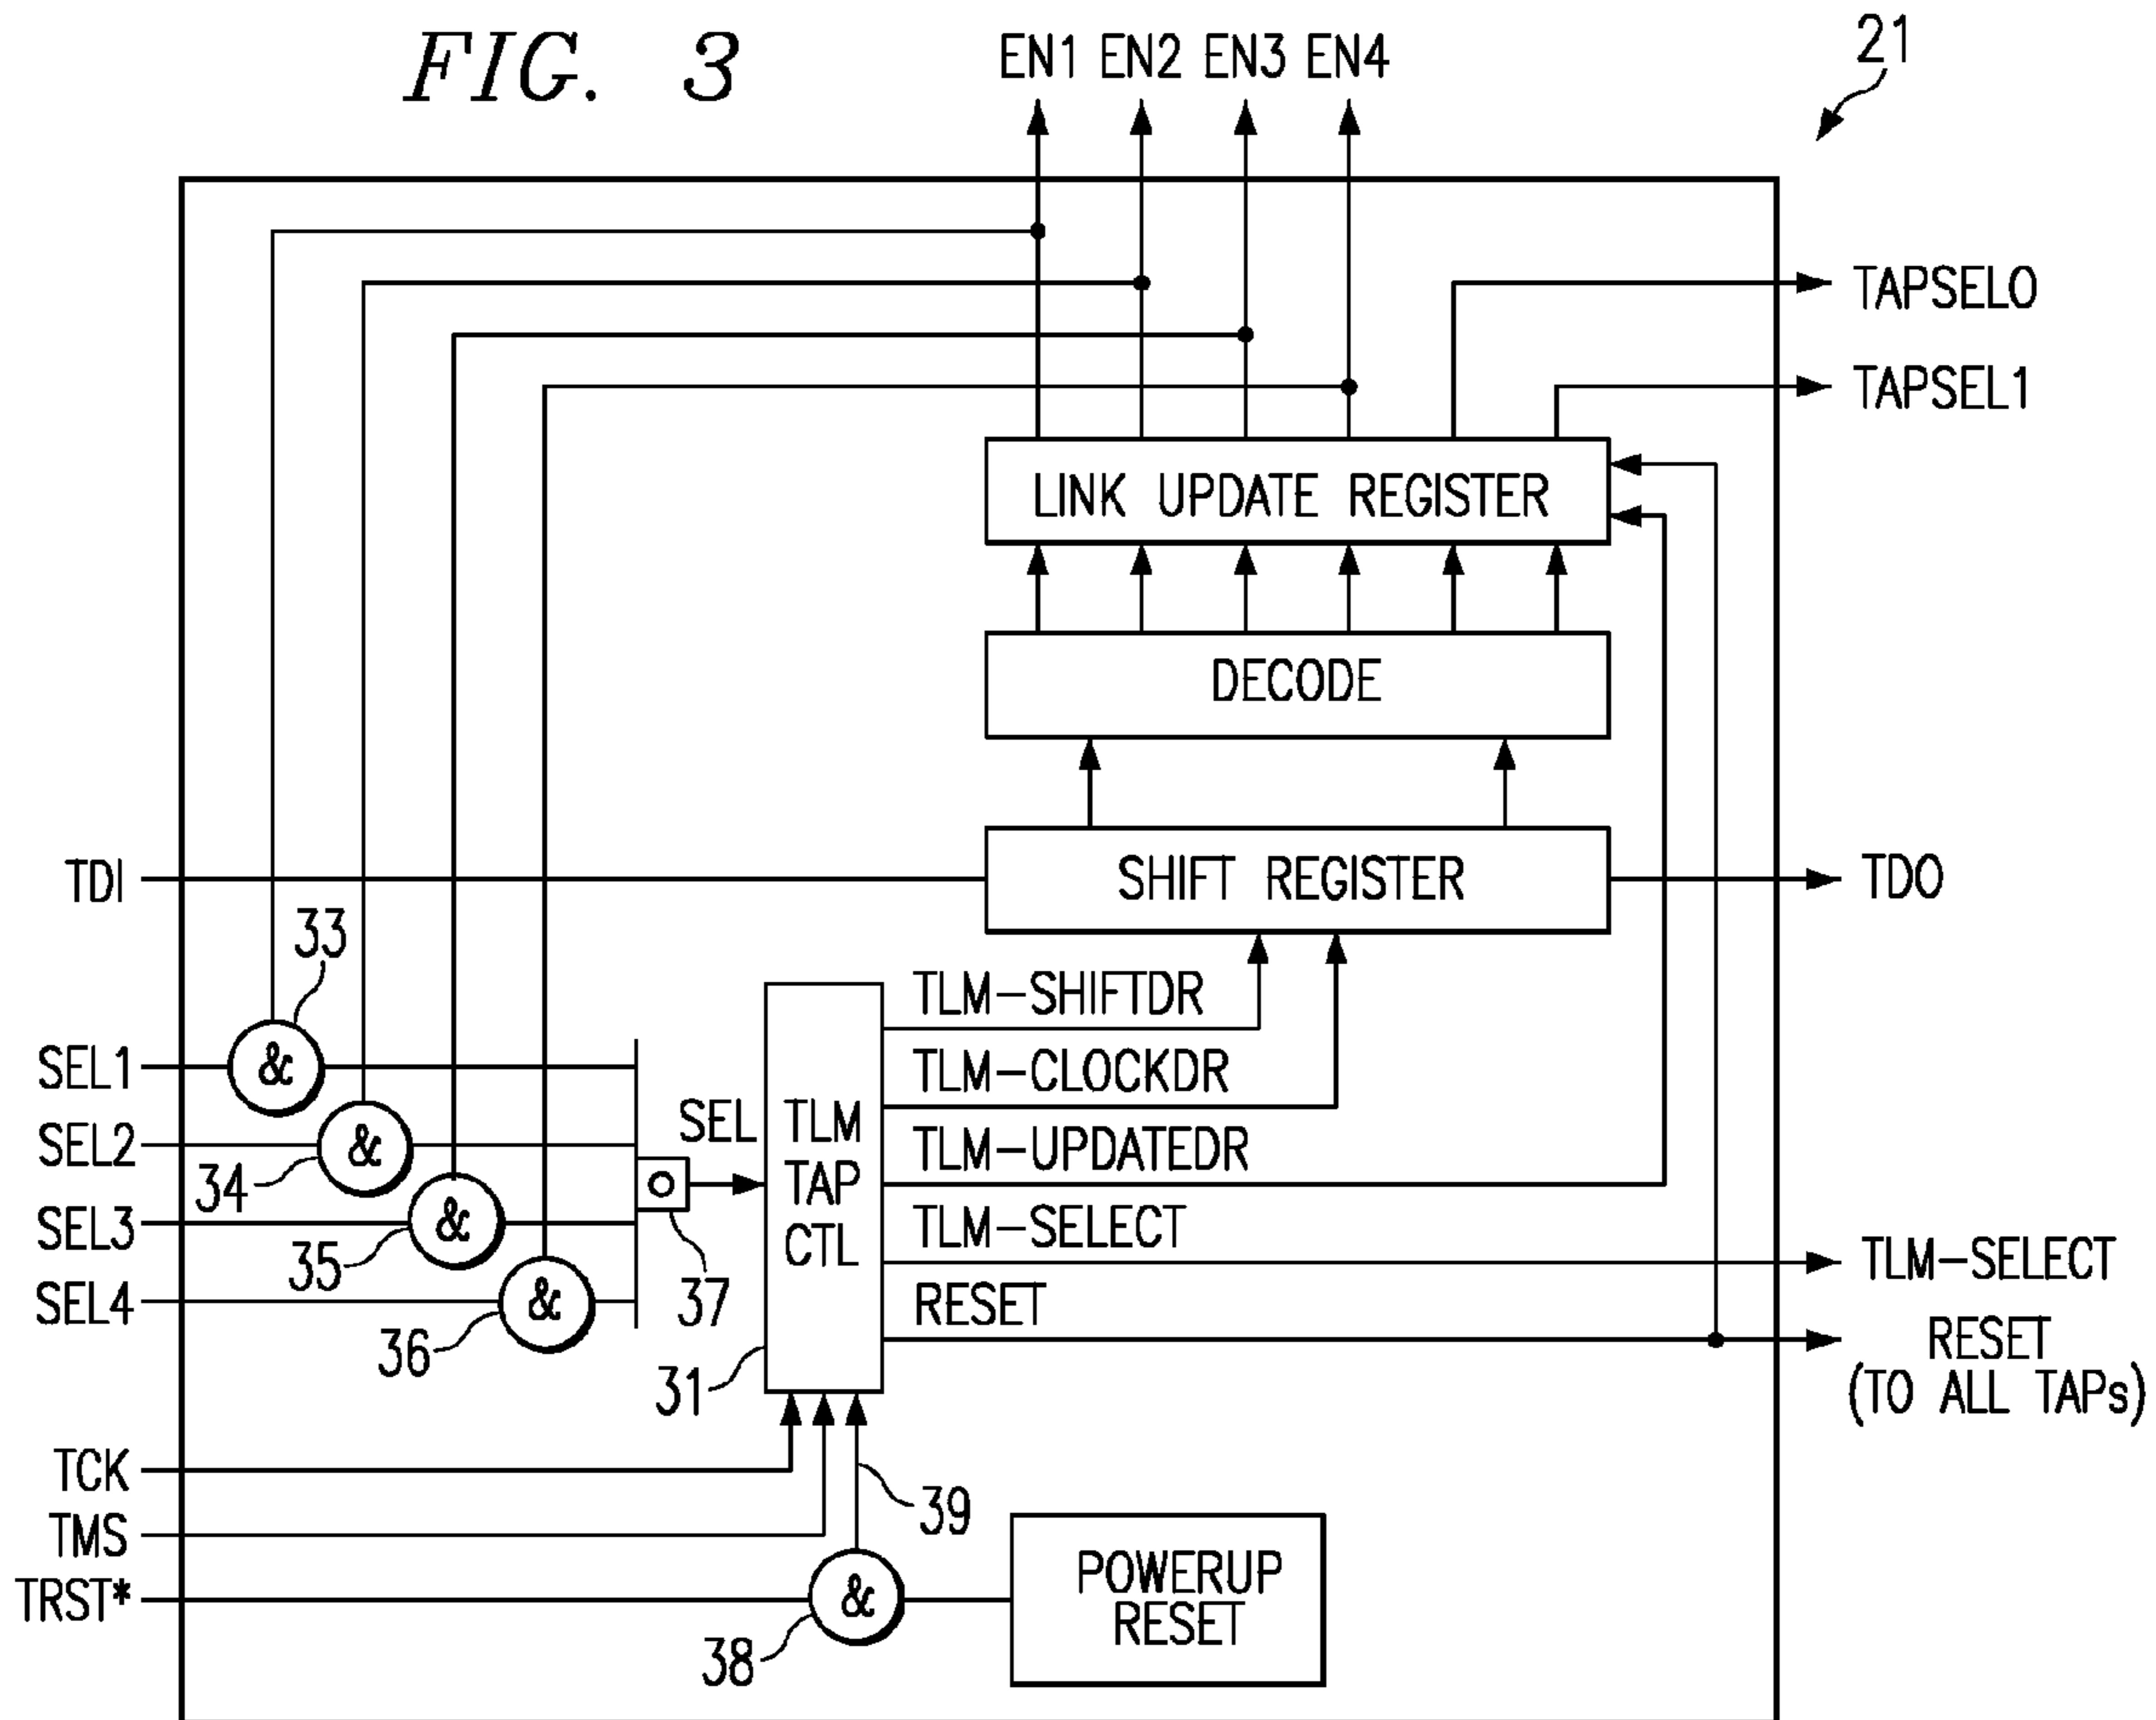 FIG. 3
EN1 EN2 EN3 EN4
21
TAPSEL0
TAPSEL1
LINK UPDATE REGISTER
DECODE
TDI
SHIFT REGISTER
TDO
33
SEL1
&
TLM-SHIFTDR
TLM-CLOCKDR
SEL2
&
34
SEL
TLM
TAP
CTL
TLM-UPDATEDR
SEL3
&
35
O
37
TLM-SELECT
TLM-SELECT
SEL4
&
36
31
RESET
RESET
(TO ALL TAPs)
TCK
39
TMS
TRST*
&
38
POWERUP
RESET